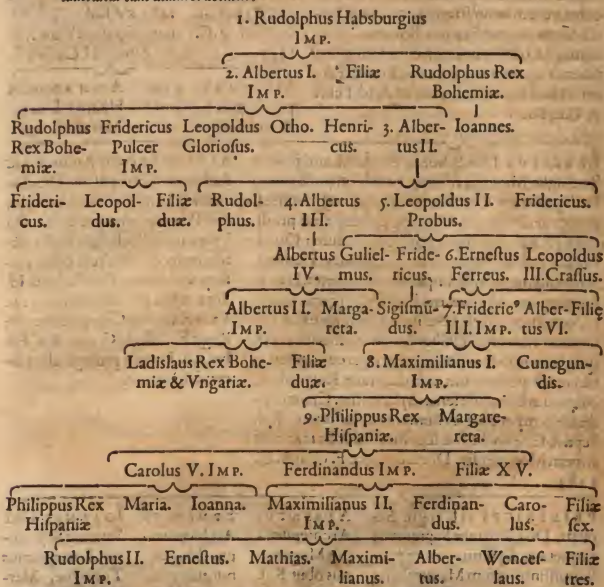 1. Rudolphus Habsburgius
IMP.
2. Albertus I. Filiæ Rudolphus Rex
IMP. Bohemiæ.
Rudolphus Fridericus Leopoldus Otho. Henri- 3. Alber- Ioannes.
Rex Bohe- Pulcer Gloriosus. cus. tus II.
miæ. IMP.
Frideri- Leopol- Filiæ Rudol- 4. Albertus 5. Leopoldus II. Fridericus.
cus. dus. duæ. phus. III. Probus.
Albertus Guliel- Fride- 6. Ernestus Leopoldus
IV. mus. ricus. Ferreus. III. Crassus.
Albertus II. Marga- Sigismũ- 7. Frideric⁹ Alber- Filię
IMP. reta. dus. III. IMP. tus VI.
Ladislaus Rex Bohe- Filiæ 8. Maximilianus I. Cunegun-
miæ & Vngariæ. duæ. IMP. dis.
9. Philippus Rex Margare-
Hispaniæ. reta.
Carolus V. IMP. Ferdinandus IMP. Filiæ XV.
Philippus Rex Maria. Ioanna. Maximilianus II. Ferdinan- Caro- Filiæ
Hispaniæ IMP. dus. lus. sex.
Rudolphus II. Ernestus. Mathias. Maximi- Alber- Wences- Filiæ
IMP. lianus. tus. laus. tres.